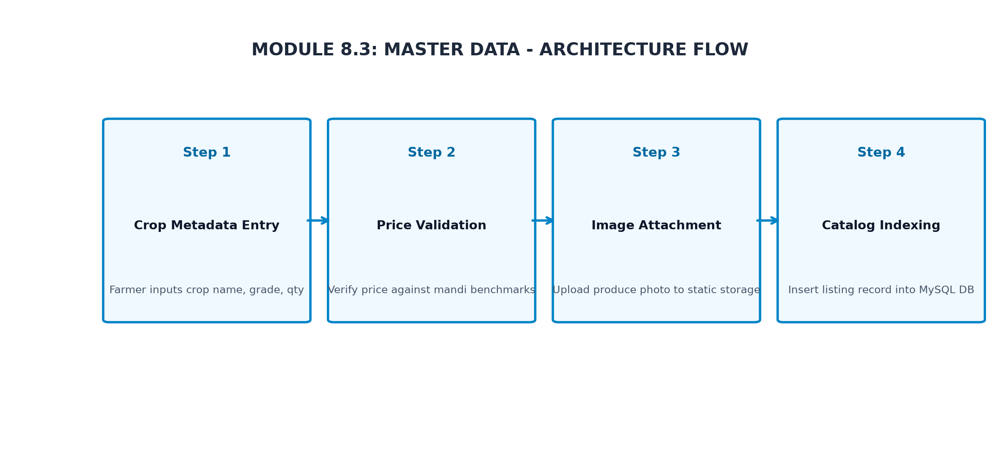 MODULE 8.3: MASTER DATA - ARCHITECTURE FLOW
Step 1
Crop Metadata Entry
Farmer inputs crop name, grade, qty
Step 2
Price Validation
Verify price against mandi benchmarks
Step 3
Image Attachment
Upload produce photo to static storage
Step 4
Catalog Indexing
Insert listing record into MySQL DB